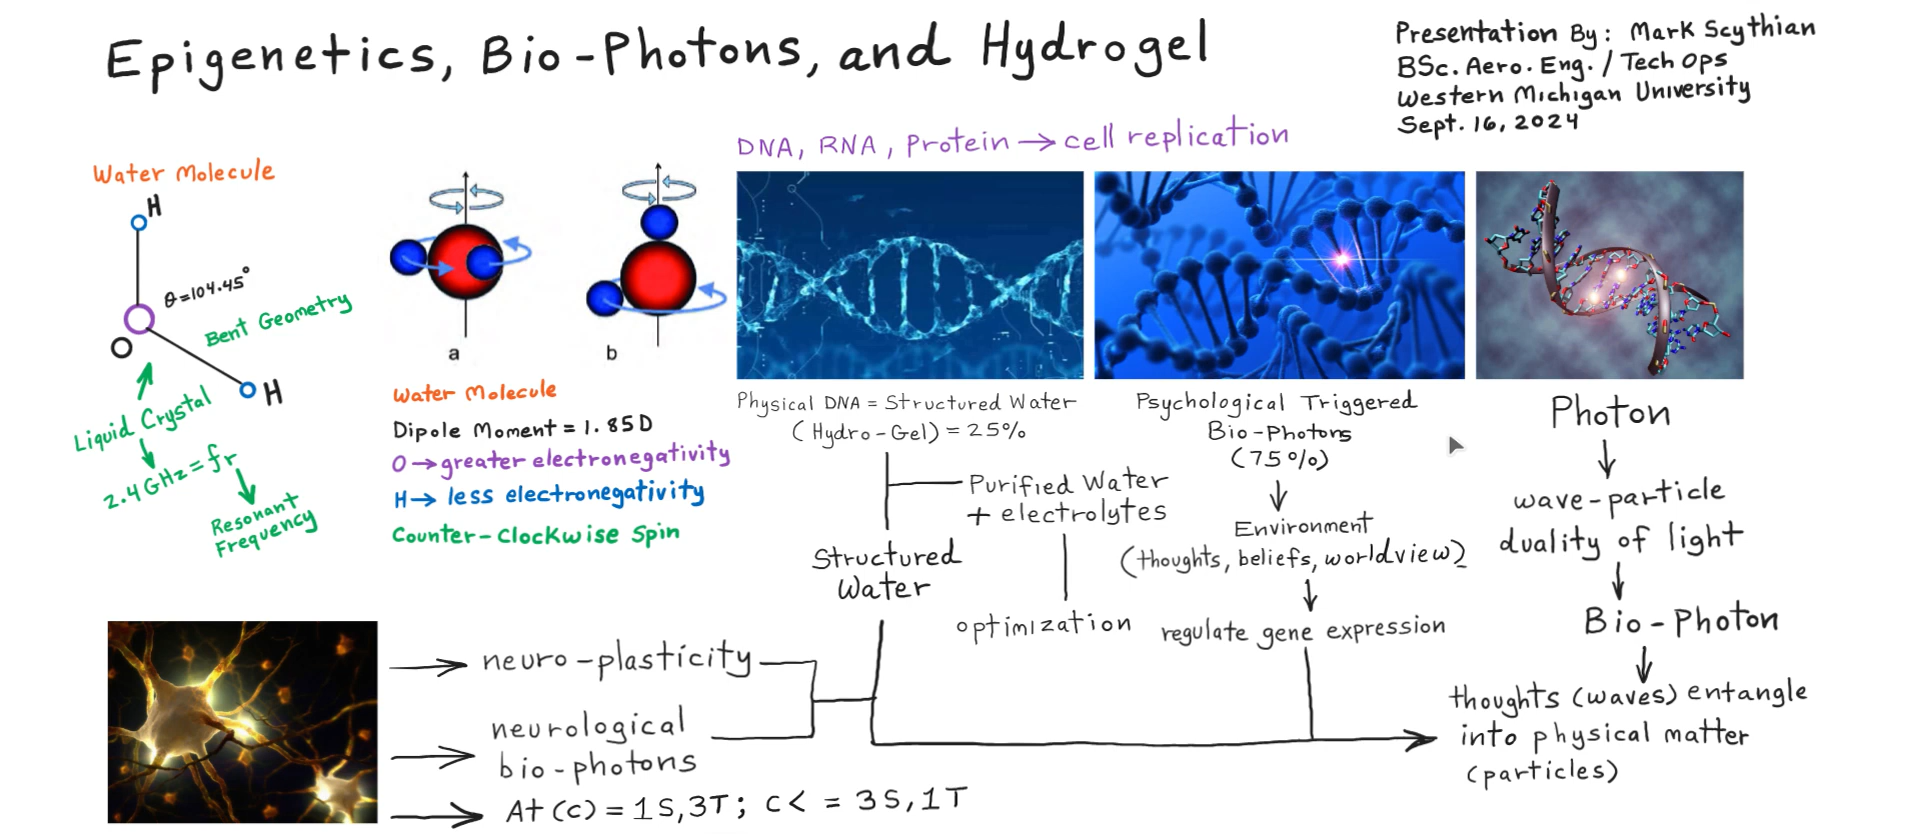 Epigenetics, Bio-Photons, and Hydrogel
Presentation By: Mark Scythian
BSc. Aero. Eng. / Tech Ops
Western Michigan University
Sept. 16, 2024
DNA, RNA, Protein → cell replication
Water Molecule
H
θ=104.45°
Bent Geometry
O
H
Liquid Crystal
2.4 GHz = fr
Resonant
Frequency
a
b
Water Molecule
Dipole Moment = 1.85D
O → greater electronegativity
H → less electronegativity
Counter-Clockwise Spin
Physical DNA = Structured Water
(Hydro-Gel) = 25%
Purified Water
+ electrolytes
Structured
Water
optimization
Psychological Triggered
Bio-Photons
(75%)
Environment
(thoughts, beliefs, worldview)
regulate gene expression
Photon
wave-particle
duality of light
Bio-Photon
thoughts (waves) entangle
into physical matter
(particles)
neuro-plasticity
neurological
bio-photons
At (c) = 1S,3T; c< = 3S,1T